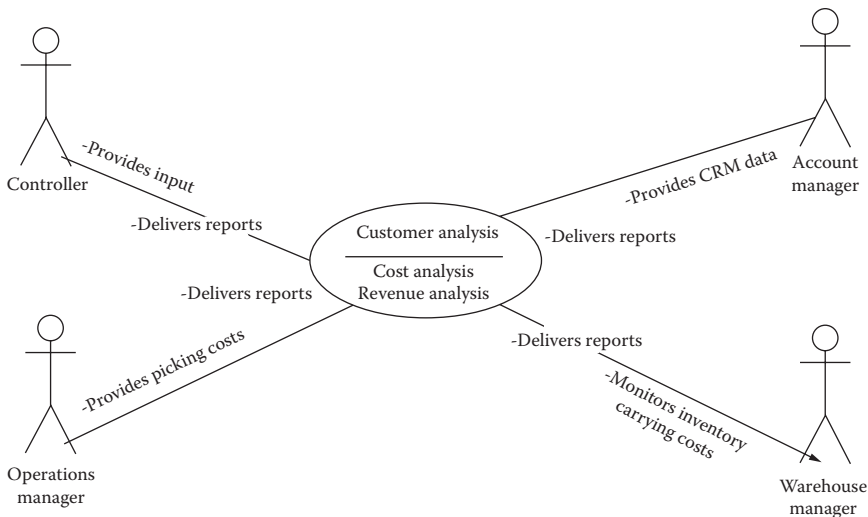 -Provides input
Controller
-Delivers reports
Account
manager
-Provides CRM data
-Delivers reports
Customer analysis
Cost analysis
Revenue analysis
-Delivers reports
-Provides picking costs
Operations
manager
-Delivers reports
-Monitors inventory
carrying costs
Warehouse
manager